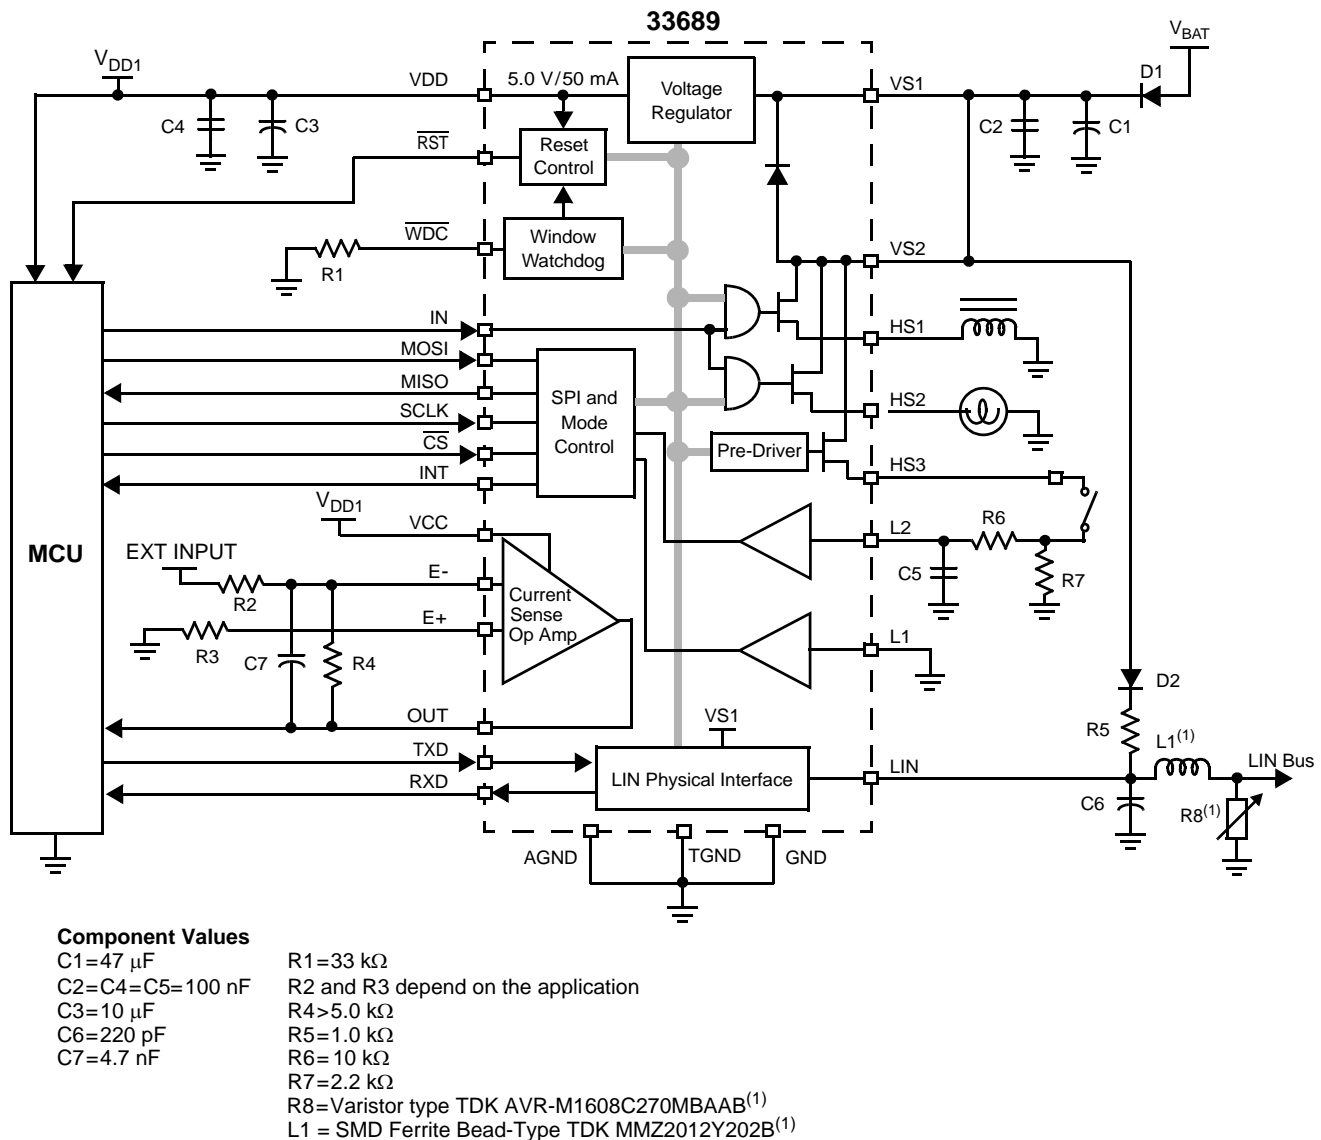 33689
V_BAT
V_DD1
VDD
5.0 V/50 mA
Voltage
Regulator
VS1
D1
C4
C3
C2
C1
RST
Reset
Control
WDC
Window
Watchdog
R1
VS2
IN
HS1
MOSI
MISO
SPI and
Mode
Control
HS2
SCLK
CS
Pre-Driver
HS3
INT
V_DD1
VCC
L2
R6
MCU
EXT INPUT
C5
R7
E-
R2
Current
Sense
Op Amp
E+
R3
C7
R4
L1
D2
OUT
VS1
R5
L1(1)
TXD
LIN Physical Interface
LIN
LIN Bus
RXD
C6
R8(1)
AGND
TGND
GND
Component Values
C1=47 μF
R1=33 kΩ
C2=C4=C5=100 nF
R2 and R3 depend on the application
C3=10 μF
R4>5.0 kΩ
C6=220 pF
R5=1.0 kΩ
C7=4.7 nF
R6=10 kΩ
R7=2.2 kΩ
R8=Varistor type TDK AVR-M1608C270MBAAB(1)
L1 = SMD Ferrite Bead-Type TDK MMZ2012Y202B(1)